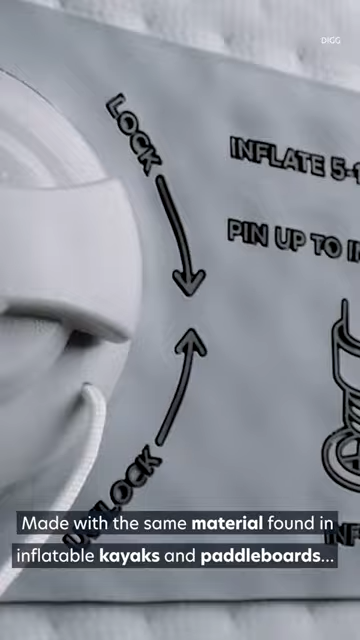 DIGG
LOCK
INFLATE 5-1
PIN UP TO
UNLOCK
Made with the same material found in
inflatable kayaks and paddleboards...